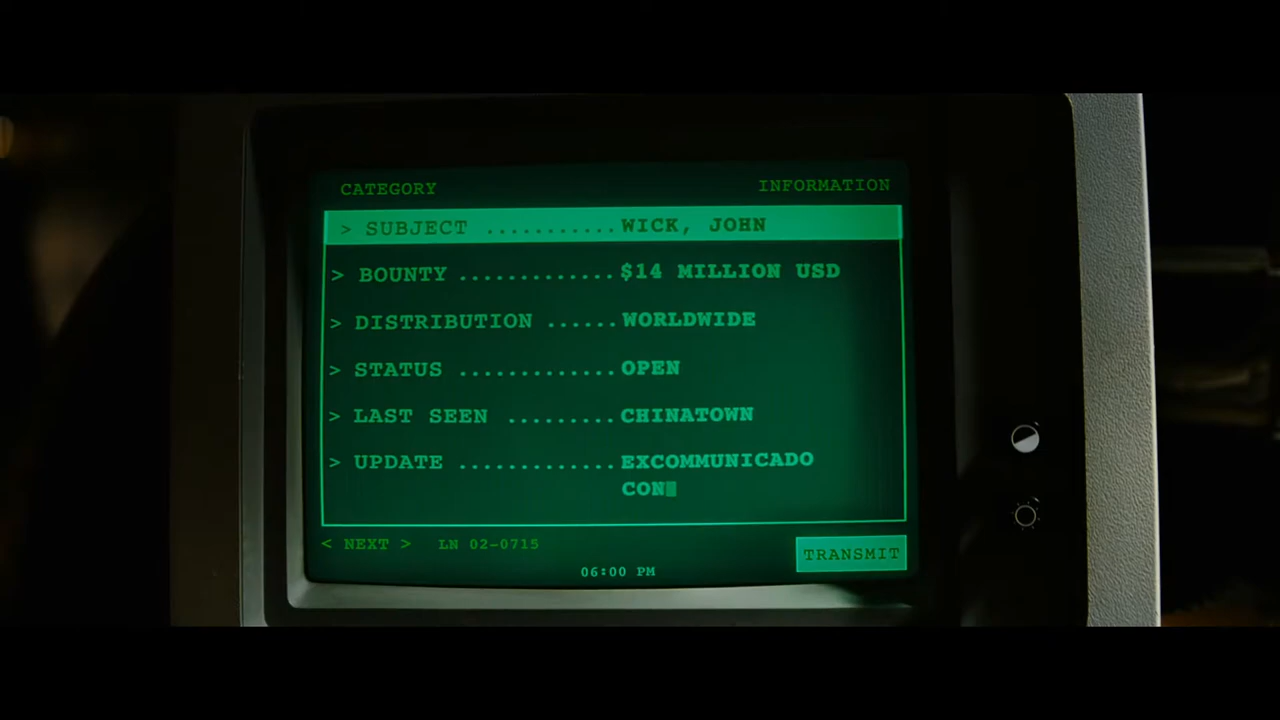 CATEGORY INFORMATION
> SUBJECT ...........WICK, JOHN
> BOUNTY .............$14 MILLION USD
> DISTRIBUTION ......WORLDWIDE
> STATUS .............OPEN
> LAST SEEN .........CHINATOWN
> UPDATE .............EXCOMMUNICADO
CON
< NEXT > LN 02-0715 TRANSMIT
06:00 PM